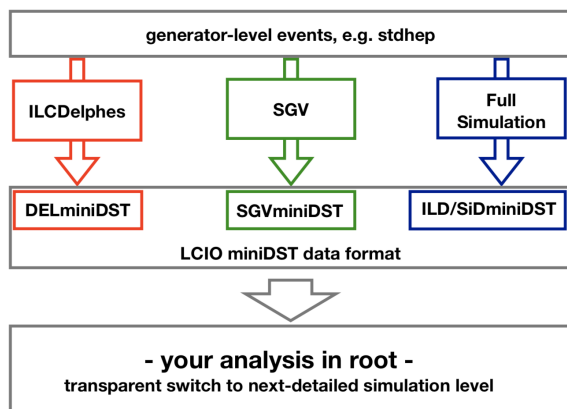 generator-level events, e.g. stdhep
ILCDelphes
SGV
Full
Simulation
DELminiDST
SGVminiDST
ILD/SiDminiDST
LCIO miniDST data format
- your analysis in root -
transparent switch to next-detailed simulation level